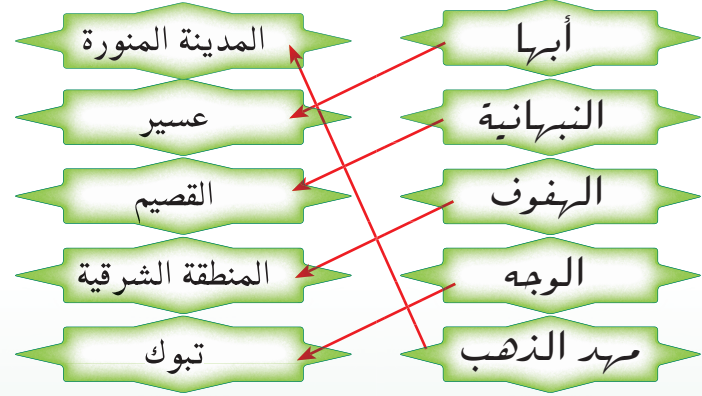 أبها
المدينة المنورة
النبهانية
عسير
الهفوف
القصيم
الوجه
المنطقة الشرقية
مهد الذهب
تبوك